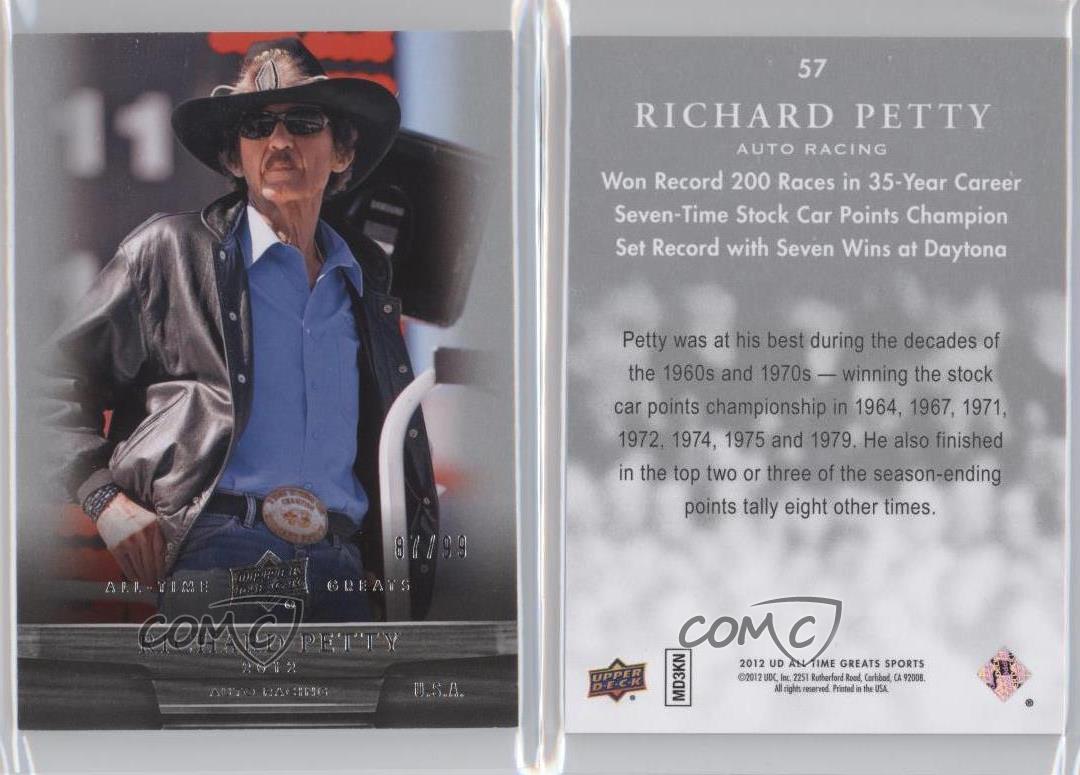 11
SAMSUNG
87/99
ALL-TIME UPPER DECK GREATS
COMC
RICHARD PETTY
2012
AUTO RACING
U.S.A.
57
RICHARD PETTY
AUTO RACING
Won Record 200 Races in 35-Year Career
Seven-Time Stock Car Points Champion
Set Record with Seven Wins at Daytona
Petty was at his best during the decades of
the 1960s and 1970s — winning the stock
car points championship in 1964, 1967, 1971,
1972, 1974, 1975 and 1979. He also finished
in the top two or three of the season-ending
points tally eight other times.
COMC
UPPER
D·E·C·K
MD3KN
2012 UD ALL TIME GREATS SPORTS
©2012 UDC, Inc. 2251 Rutherford Road, Carlsbad, CA 92008.
All rights reserved. Printed in the USA.
®